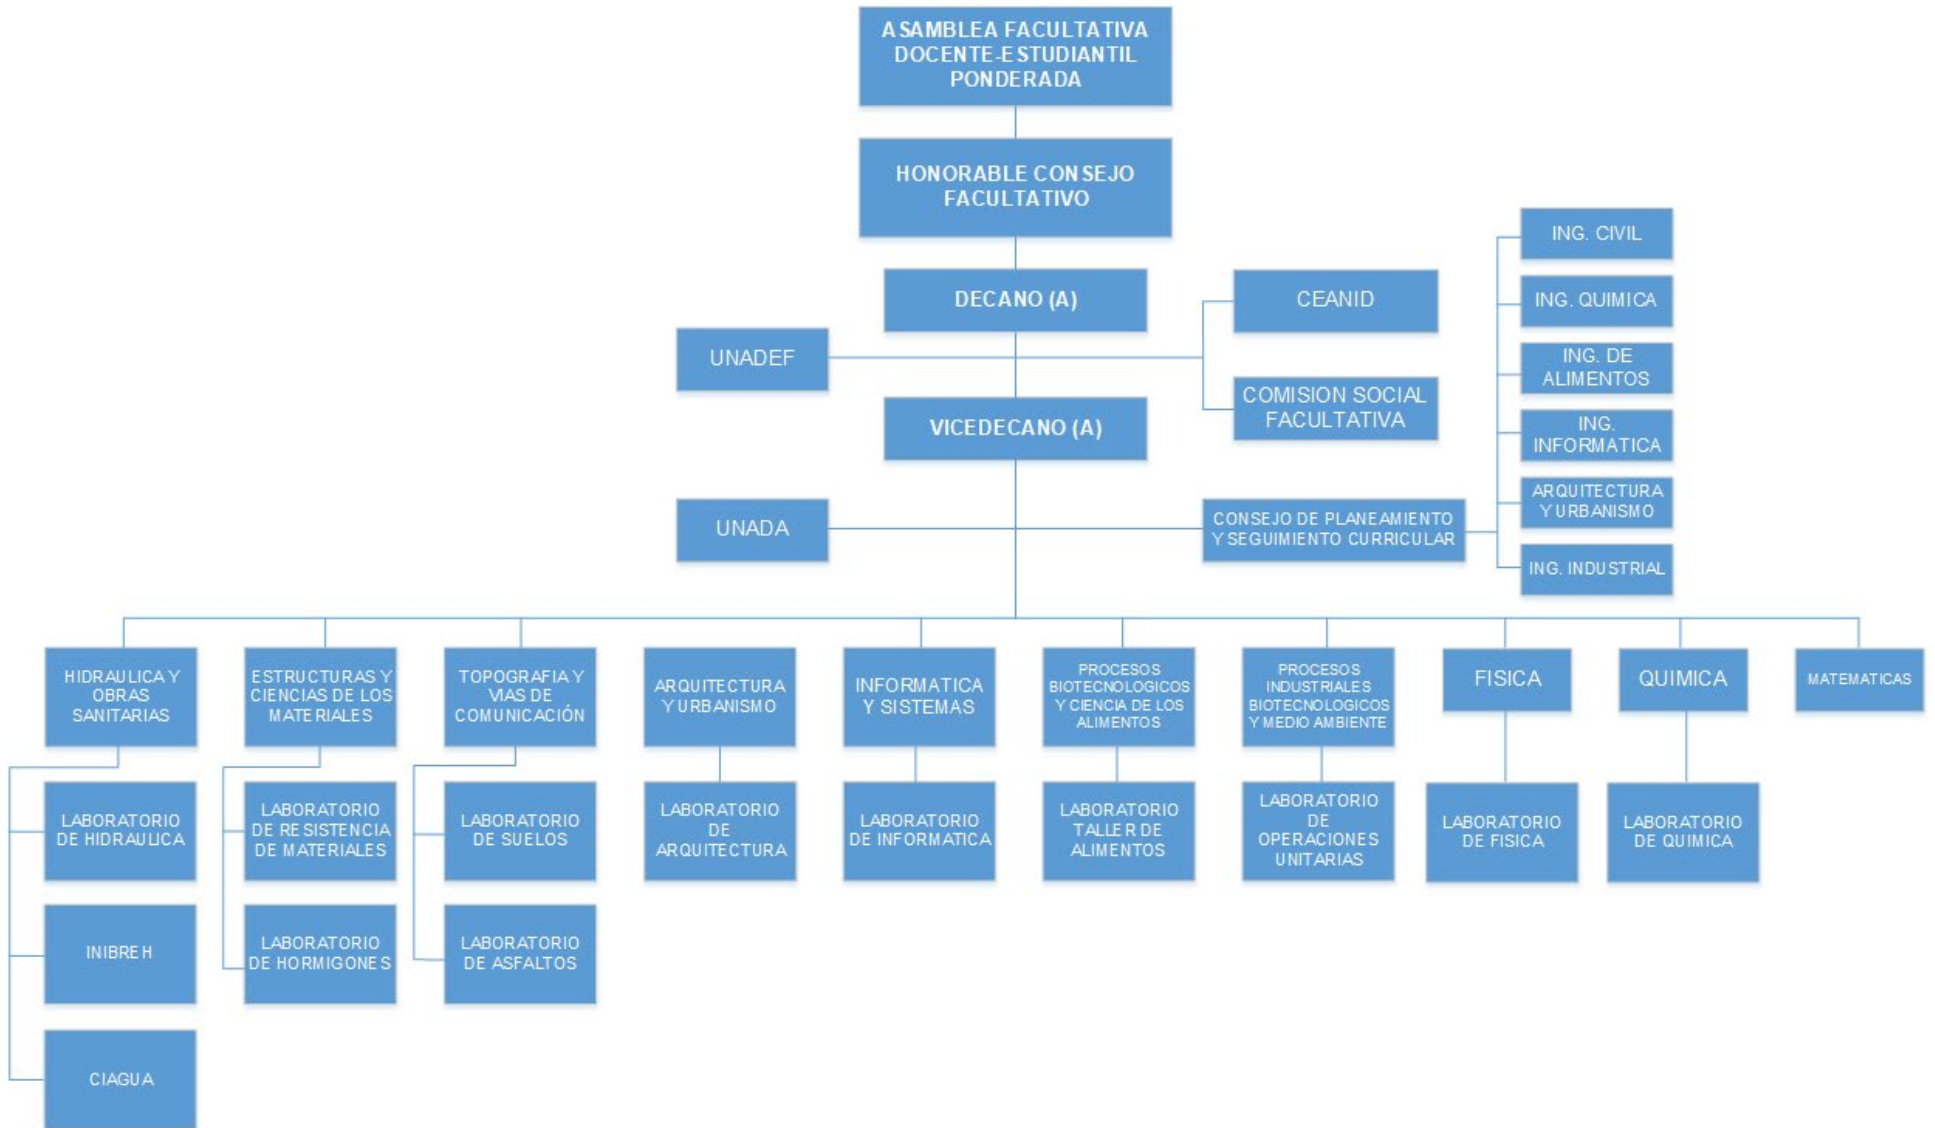 ASAMBLEA FACULTATIVA
DOCENTE-ESTUDIANTIL
PONDERADA
HONORABLE CONSEJO
FACULTATIVO
DECANO (A)
CEANID
UNADEF
COMISION SOCIAL
FACULTATIVA
VICEDECANO (A)
UNADA
CONSEJO DE PLANEAMIENTO
Y SEGUIMIENTO CURRICULAR
ING. CIVIL
ING. QUIMICA
ING. DE
ALIMENTOS
ING.
INFORMATICA
ARQUITECTURA
Y URBANISMO
ING. INDUSTRIAL
HIDRAULICA Y
OBRAS
SANITARIAS
ESTRUCTURAS Y
CIENCIAS DE LOS
MATERIALES
TOPOGRAFIA Y
VIAS DE
COMUNICACIÓN
ARQUITECTURA
Y URBANISMO
INFORMATICA
Y SISTEMAS
PROCESOS
BIOTECNOLOGICOS
Y CIENCIA DE LOS
ALIMENTOS
PROCESOS
INDUSTRIALES
BIOTECNOLOGICOS
Y MEDIO AMBIENTE
FISICA
QUIMICA
MATEMATICAS
LABORATORIO
DE HIDRAULICA
LABORATORIO
DE RESISTENCIA
DE MATERIALES
LABORATORIO
DE SUELOS
LABORATORIO
DE
ARQUITECTURA
LABORATORIO
DE INFORMATICA
LABORATORIO
TALLER DE
ALIMENTOS
LABORATORIO
DE
OPERACIONES
UNITARIAS
LABORATORIO
DE FISICA
LABORATORIO
DE QUIMICA
INIBREH
LABORATORIO
DE HORMIGONES
LABORATORIO
DE ASFALTOS
CIAGUA